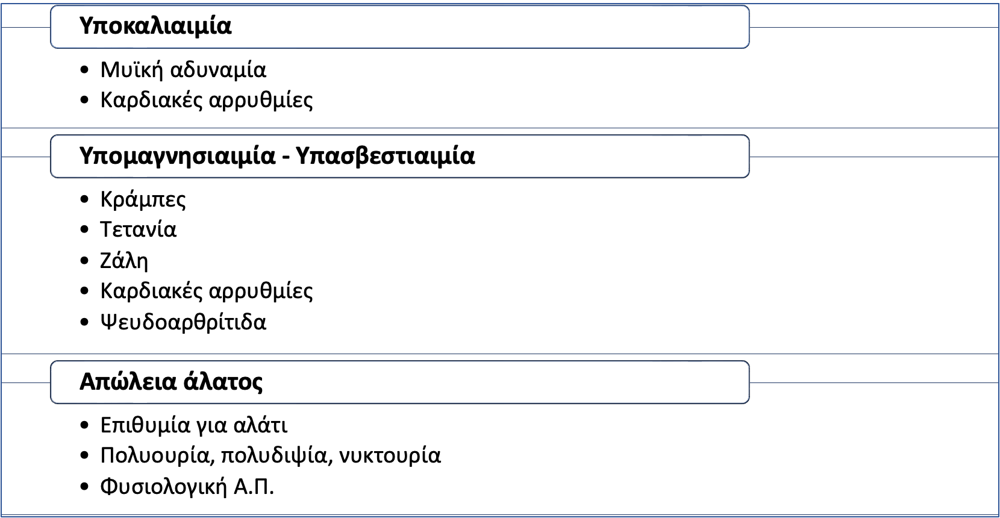 Υποκαλιαιμία
• Μυϊκή αδυναμία
• Καρδιακές αρρυθμίες
Υπομαγνησιαιμία - Υπασβεστιαιμία
• Κράμπες
• Τετανία
• Ζάλη
• Καρδιακές αρρυθμίες
• Ψευδοαρθρίτιδα
Απώλεια άλατος
• Επιθυμία για αλάτι
• Πολυουρία, πολυδιψία, νυκτουρία
• Φυσιολογική Α.Π.